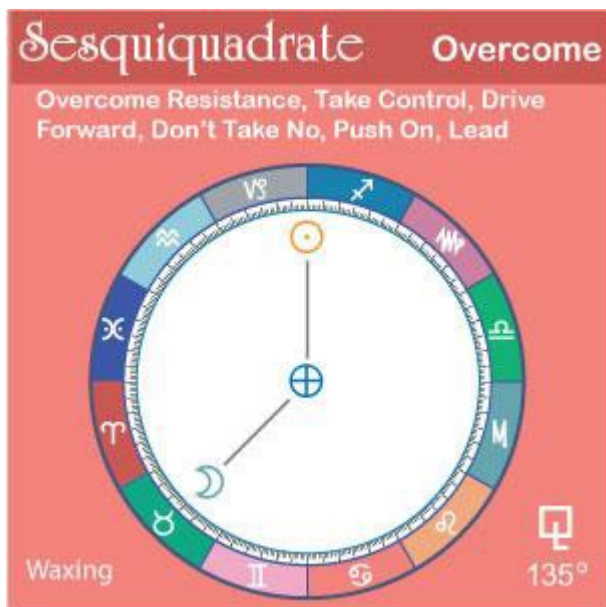 Sesquiquadrate Overcome
Overcome Resistance, Take Control, Drive
Forward, Don't Take No, Push On, Lead
Waxing
135°